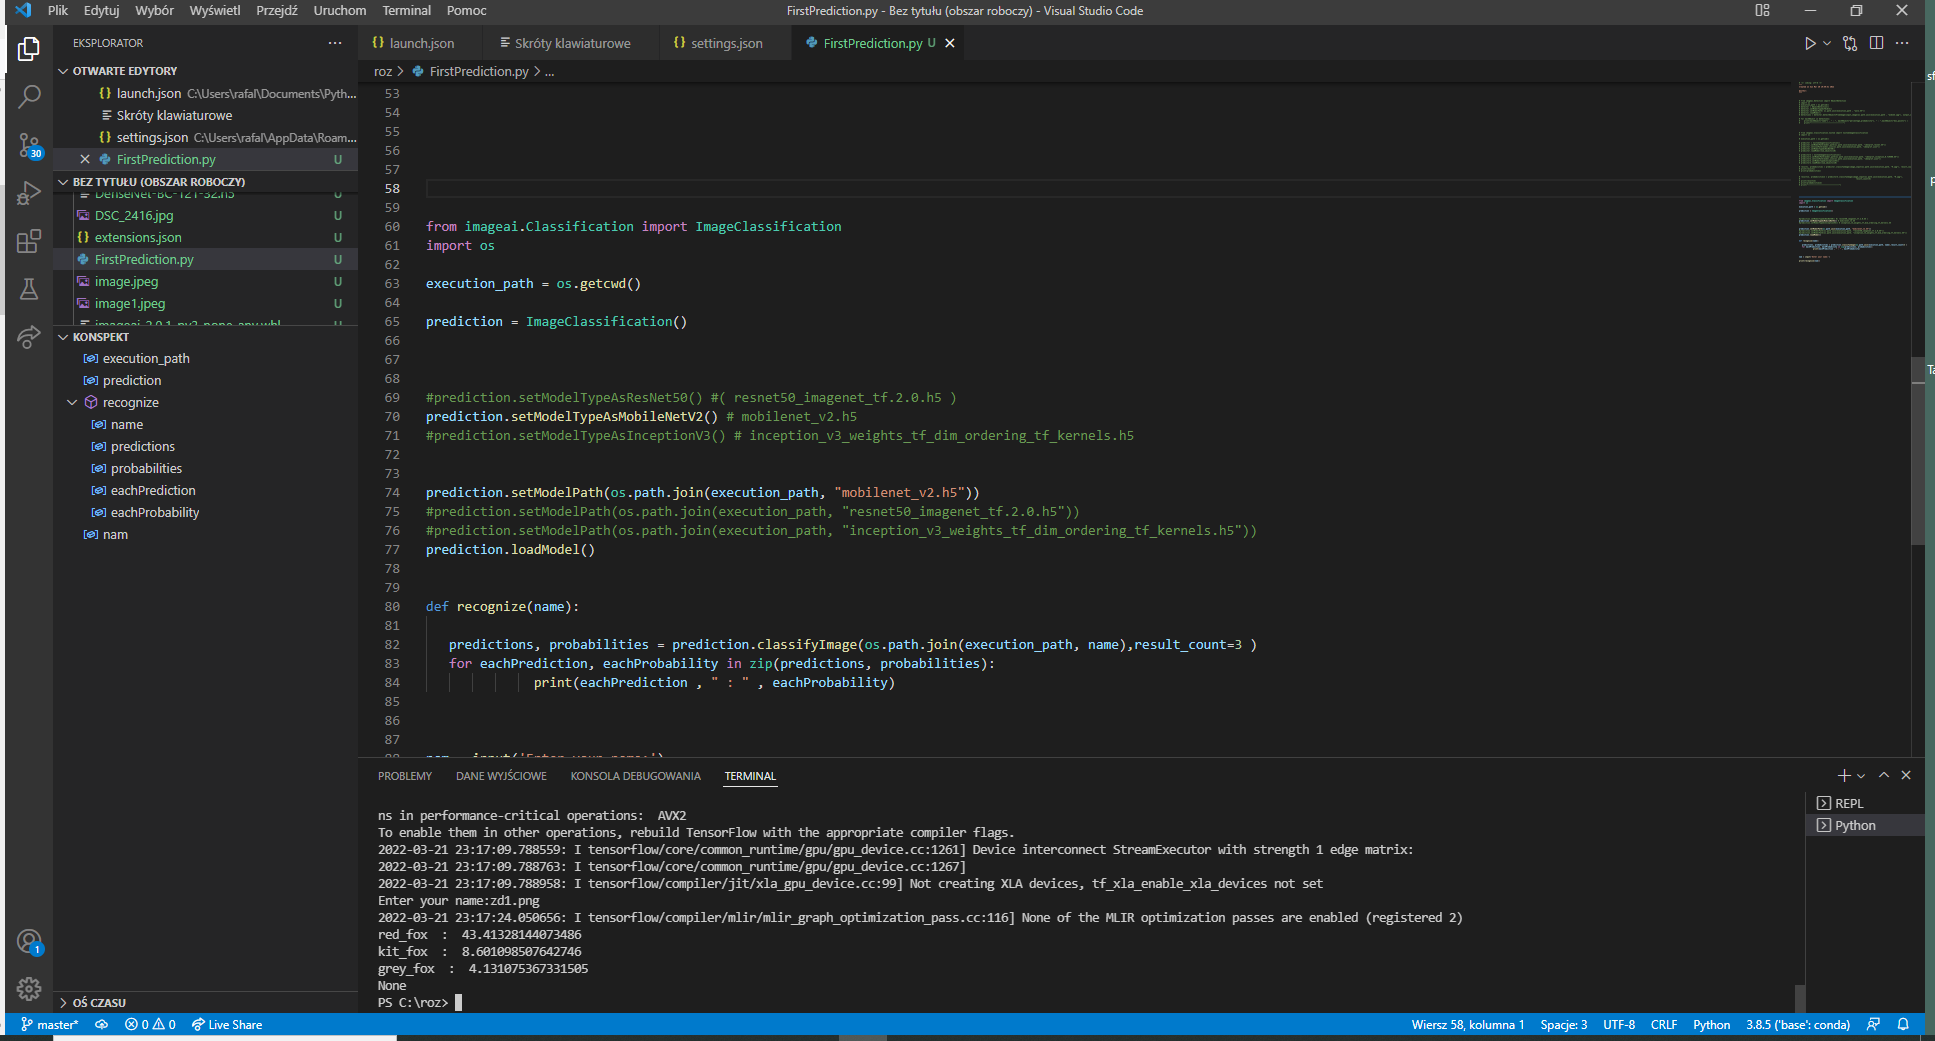 Plik Edytuj Wybór Wyświetl Przejdź Uruchom Terminal Pomoc
FirstPrediction.py - Bez tytułu (obszar roboczy) - Visual Studio Code
EKSPLORATOR
OTWARTE EDYTORY
{} launch.json C:\Users\rafal\Documents\Pyth...
Skróty klawiaturowe
{} settings.json C:\Users\rafal\AppData\Roam...
FirstPrediction.py U
BEZ TYTUŁU (OBSZAR ROBOCZY)
DenseNet-BC-121-32.h5 U
DSC_2416.jpg U
{} extensions.json U
FirstPrediction.py U
image.jpeg U
image1.jpeg U
imageai-2.0.1-py3-none-any.whl U
KONSPEKT
execution_path
prediction
recognize
name
predictions
probabilities
eachPrediction
eachProbability
nam
OŚ CZASU
30
1
{} launch.json
Skróty klawiaturowe
{} settings.json
FirstPrediction.py U
roz > FirstPrediction.py > ...
53
54
55
56
57
58
59
60 from imageai.Classification import ImageClassification
61 import os
62
63 execution_path = os.getcwd()
64
65 prediction = ImageClassification()
66
67
68
69 #prediction.setModelTypeAsResNet50() #( resnet50_imagenet_tf.2.0.h5 )
70 prediction.setModelTypeAsMobileNetV2() # mobilenet_v2.h5
71 #prediction.setModelTypeAsInceptionV3() # inception_v3_weights_tf_dim_ordering_tf_kernels.h5
72
73
74 prediction.setModelPath(os.path.join(execution_path, "mobilenet_v2.h5"))
75 #prediction.setModelPath(os.path.join(execution_path, "resnet50_imagenet_tf.2.0.h5"))
76 #prediction.setModelPath(os.path.join(execution_path, "inception_v3_weights_tf_dim_ordering_tf_kernels.h5"))
77 prediction.loadModel()
78
79
80 def recognize(name):
81
82 predictions, probabilities = prediction.classifyImage(os.path.join(execution_path, name),result_count=3 )
83 for eachPrediction, eachProbability in zip(predictions, probabilities):
84 print(eachPrediction , " : " , eachProbability)
85
86
87
88 nam = input('Enter your name:')
PROBLEMY DANE WYJŚCIOWE KONSOLA DEBUGOWANIA TERMINAL
REPL
Python
ns in performance-critical operations:  AVX2
To enable them in other operations, rebuild TensorFlow with the appropriate compiler flags.
2022-03-21 23:17:09.788559: I tensorflow/core/common_runtime/gpu/gpu_device.cc:1261] Device interconnect StreamExecutor with strength 1 edge matrix:
2022-03-21 23:17:09.788763: I tensorflow/core/common_runtime/gpu/gpu_device.cc:1267]
2022-03-21 23:17:09.788958: I tensorflow/compiler/jit/xla_gpu_device.cc:99] Not creating XLA devices, tf_xla_enable_xla_devices not set
Enter your name:zd1.png
2022-03-21 23:17:24.050656: I tensorflow/compiler/mlir/mlir_graph_optimization_pass.cc:116] None of the MLIR optimization passes are enabled (registered 2)
red_fox  :  43.41328144073486
kit_fox  :  8.601098507642746
grey_fox  :  4.131075367331505
None
PS C:\roz>
master* 0 0 Live Share
Wiersz 58, kolumna 1 Spacje: 3 UTF-8 CRLF Python 3.8.5 ('base': conda)